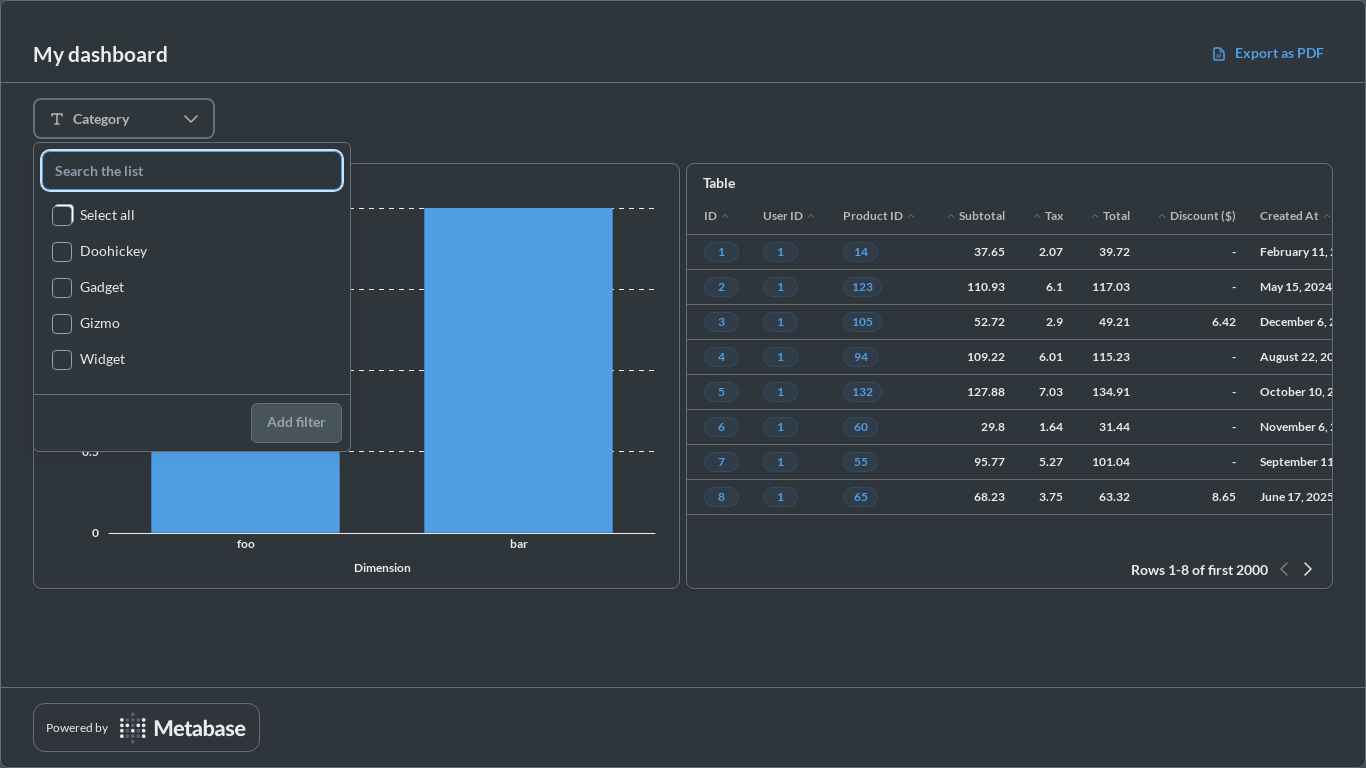 My dashboard
Export as PDF
Category
Search the list
Select all
Doohickey
Gadget
Gizmo
Widget
Add filter
0.5
0
foo bar
Dimension
Table
ID User ID Product ID Subtotal Tax Total Discount ($) Created At
1 1 14 37.65 2.07 39.72 - February 11,
2 1 123 110.93 6.1 117.03 - May 15, 2024
3 1 105 52.72 2.9 49.21 6.42 December 6,
4 1 94 109.22 6.01 115.23 - August 22, 20
5 1 132 127.88 7.03 134.91 - October 10, 2
6 1 60 29.8 1.64 31.44 - November 6,
7 1 55 95.77 5.27 101.04 - September 11
8 1 65 68.23 3.75 63.32 8.65 June 17, 2025
Rows 1-8 of first 2000
Powered by Metabase